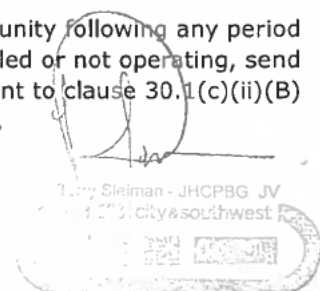 unity following any period
led or not operating, send
nt to clause 30.1(c)(ii)(B)
Sleiman - JHCPBG JV
city&southwest